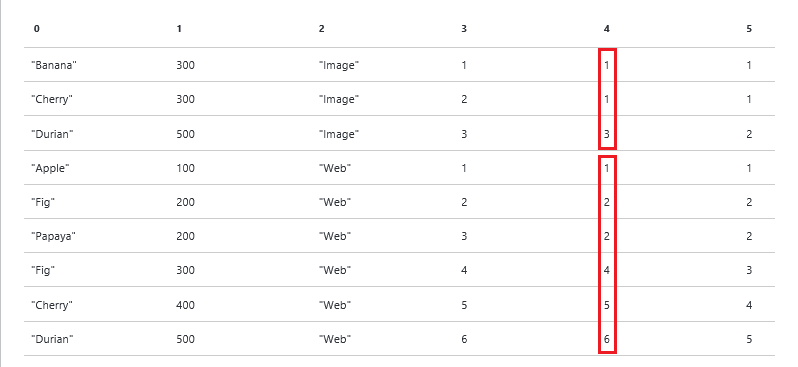 0 1 2 3 4 5
"Banana" 300 "Image" 1 1 1
"Cherry" 300 "Image" 2 1 1
"Durian" 500 "Image" 3 3 2
"Apple" 100 "Web" 1 1 1
"Fig" 200 "Web" 2 2 2
"Papaya" 200 "Web" 3 2 2
"Fig" 300 "Web" 4 4 3
"Cherry" 400 "Web" 5 5 4
"Durian" 500 "Web" 6 6 5